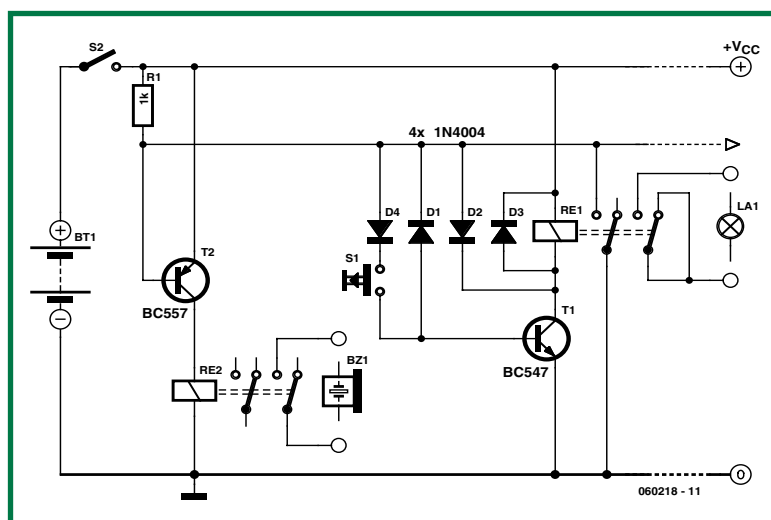 S2
+VCC
R1
1k
4x 1N4004
D4
D1
D2
D3
RE1
LA1
BT1
T2
S1
T1
BC557
BC547
RE2
BZ1
0
060218 - 11